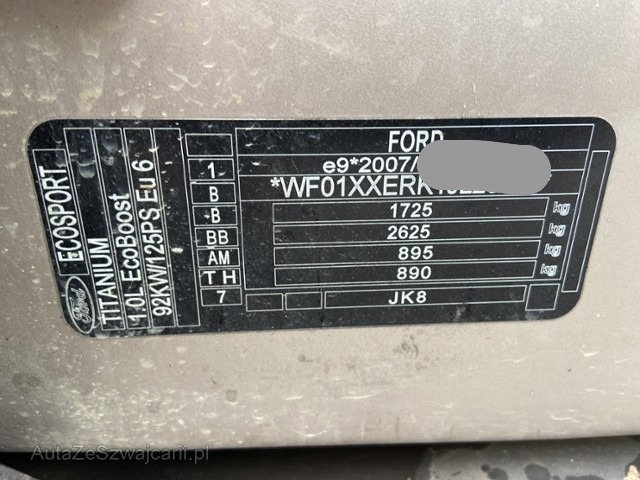 FORD
e9*2007/
*WF01XXERK
1725 kg
2625 kg
895 kg
890 kg
JK8
1
B
B
BB
AM
T H
7
ECOSPORT
TITANIUM
1.0L EcoBoost
92KW/125PS Eu 6
Ford
AutaZeSzwajcarii.pl